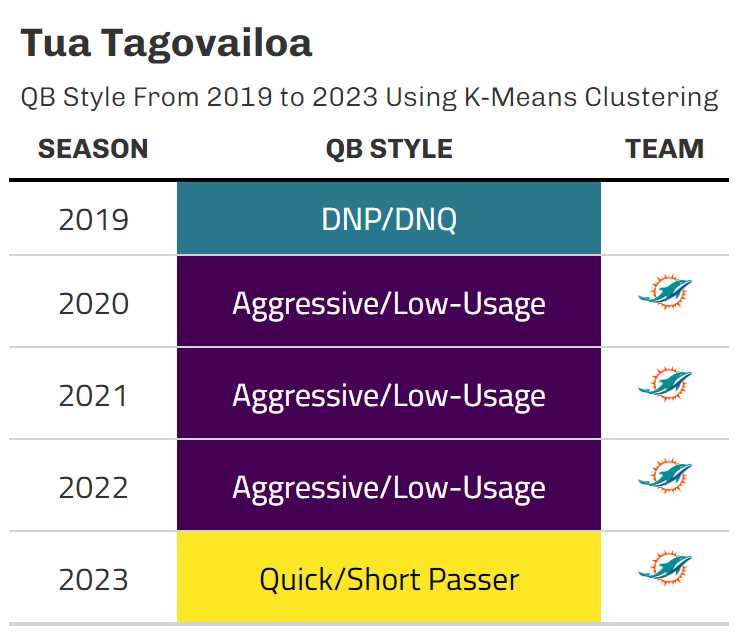 Tua Tagovailoa
QB Style From 2019 to 2023 Using K-Means Clustering
SEASON QB STYLE TEAM
2019 DNP/DNQ
2020 Aggressive/Low-Usage
2021 Aggressive/Low-Usage
2022 Aggressive/Low-Usage
2023 Quick/Short Passer